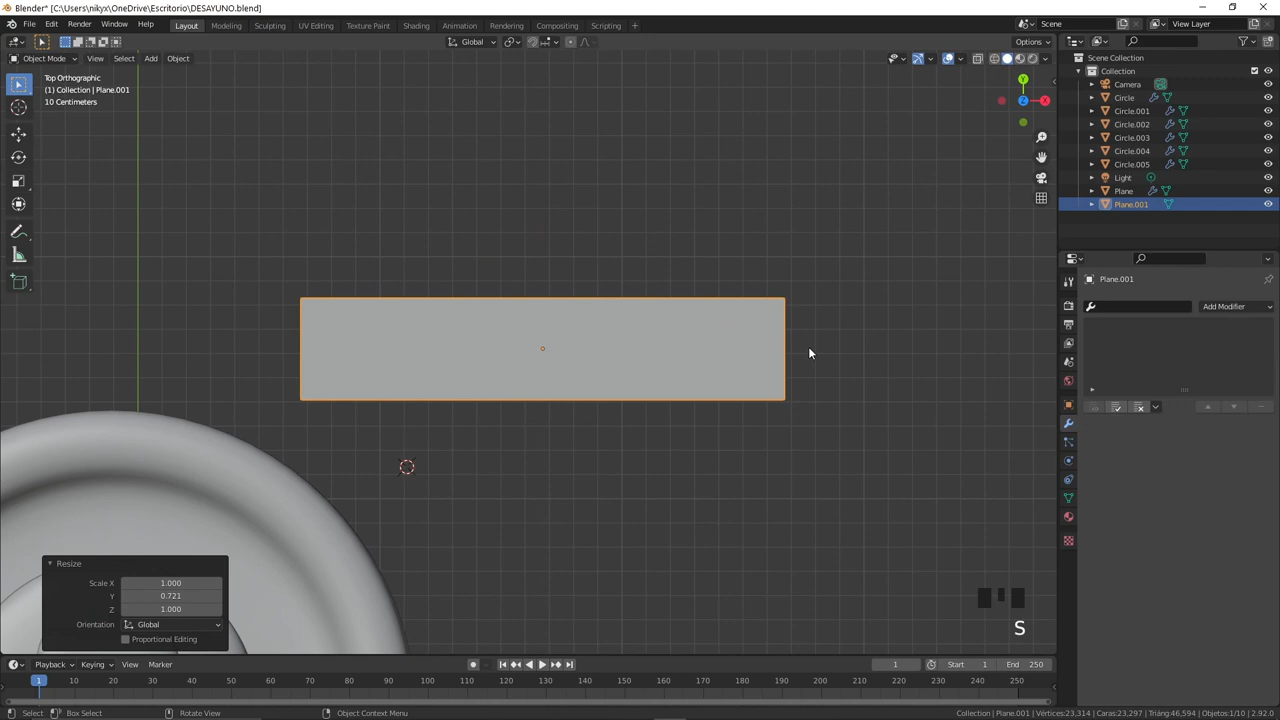 Blender* [C:\Users\nikyx\OneDrive\Escritorio\DESAYUNO.blend]
File Edit Render Window Help Layout Modeling Sculpting UV Editing Texture Paint Shading Animation Rendering Compositing Scripting + Scene View Layer
Global Options
Object Mode View Select Add Object
Top Orthographic
(1) Collection | Plane.001
10 Centimeters
Y
Z
X
Scene Collection
Collection
Camera
Circle
Circle.001
Circle.002
Circle.003
Circle.004
Circle.005
Light
Plane
Plane.001
Plane.001
Add Modifier
Resize
Scale X 1.000
Y 0.721
Z 1.000
Orientation Global
Proportional Editing
S
Playback Keying View Marker 1 Start 1 End 250
1 10 20 30 40 50 60 70 80 90 100 110 120 130 140 150 160 170 180 190 200 210 220 230 240 250
Select Box Select Rotate View Object Context Menu Collection | Plane.001 | Vértices:23,314 | Caras:23,297 | Triáng:46,594 | Objetos:1/10 | 2.92.0